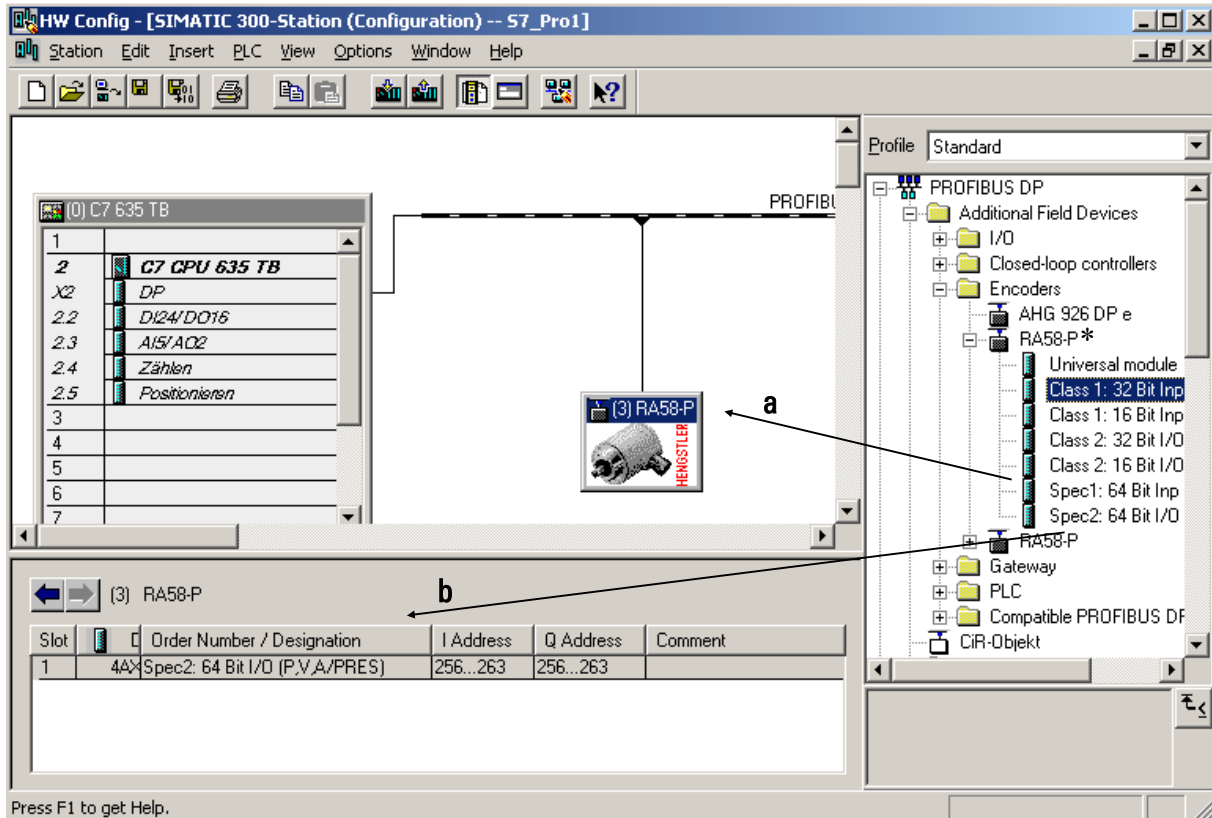 HW Config - [SIMATIC 300-Station (Configuration) -- S7_Pro1]
Station Edit Insert PLC View Options Window Help
(0) C7 635 TB
1
2 C7 CPU 635 TB
X2 DP
2.2 DI24/DO16
2.3 AI5/AO2
2.4 Zählen
2.5 Positionieren
3
4
5
6
7
PROFIBU
(3) RA58-P
HENGSTLER
a
Profile Standard
PROFIBUS DP
Additional Field Devices
I/O
Closed-loop controllers
Encoders
AHG 926 DP e
RA58-P*
Universal module
Class 1: 32 Bit Inp
Class 1: 16 Bit Inp
Class 2: 32 Bit I/O
Class 2: 16 Bit I/O
Spec1: 64 Bit Inp
Spec2: 64 Bit I/O
RA58-P
Gateway
PLC
Compatible PROFIBUS DP
CiR-Objekt
(3) RA58-P
b
Slot D Order Number / Designation I Address Q Address Comment
1 4AX Spec2: 64 Bit I/O (P,V,A/PRES) 256...263 256...263
Press F1 to get Help.